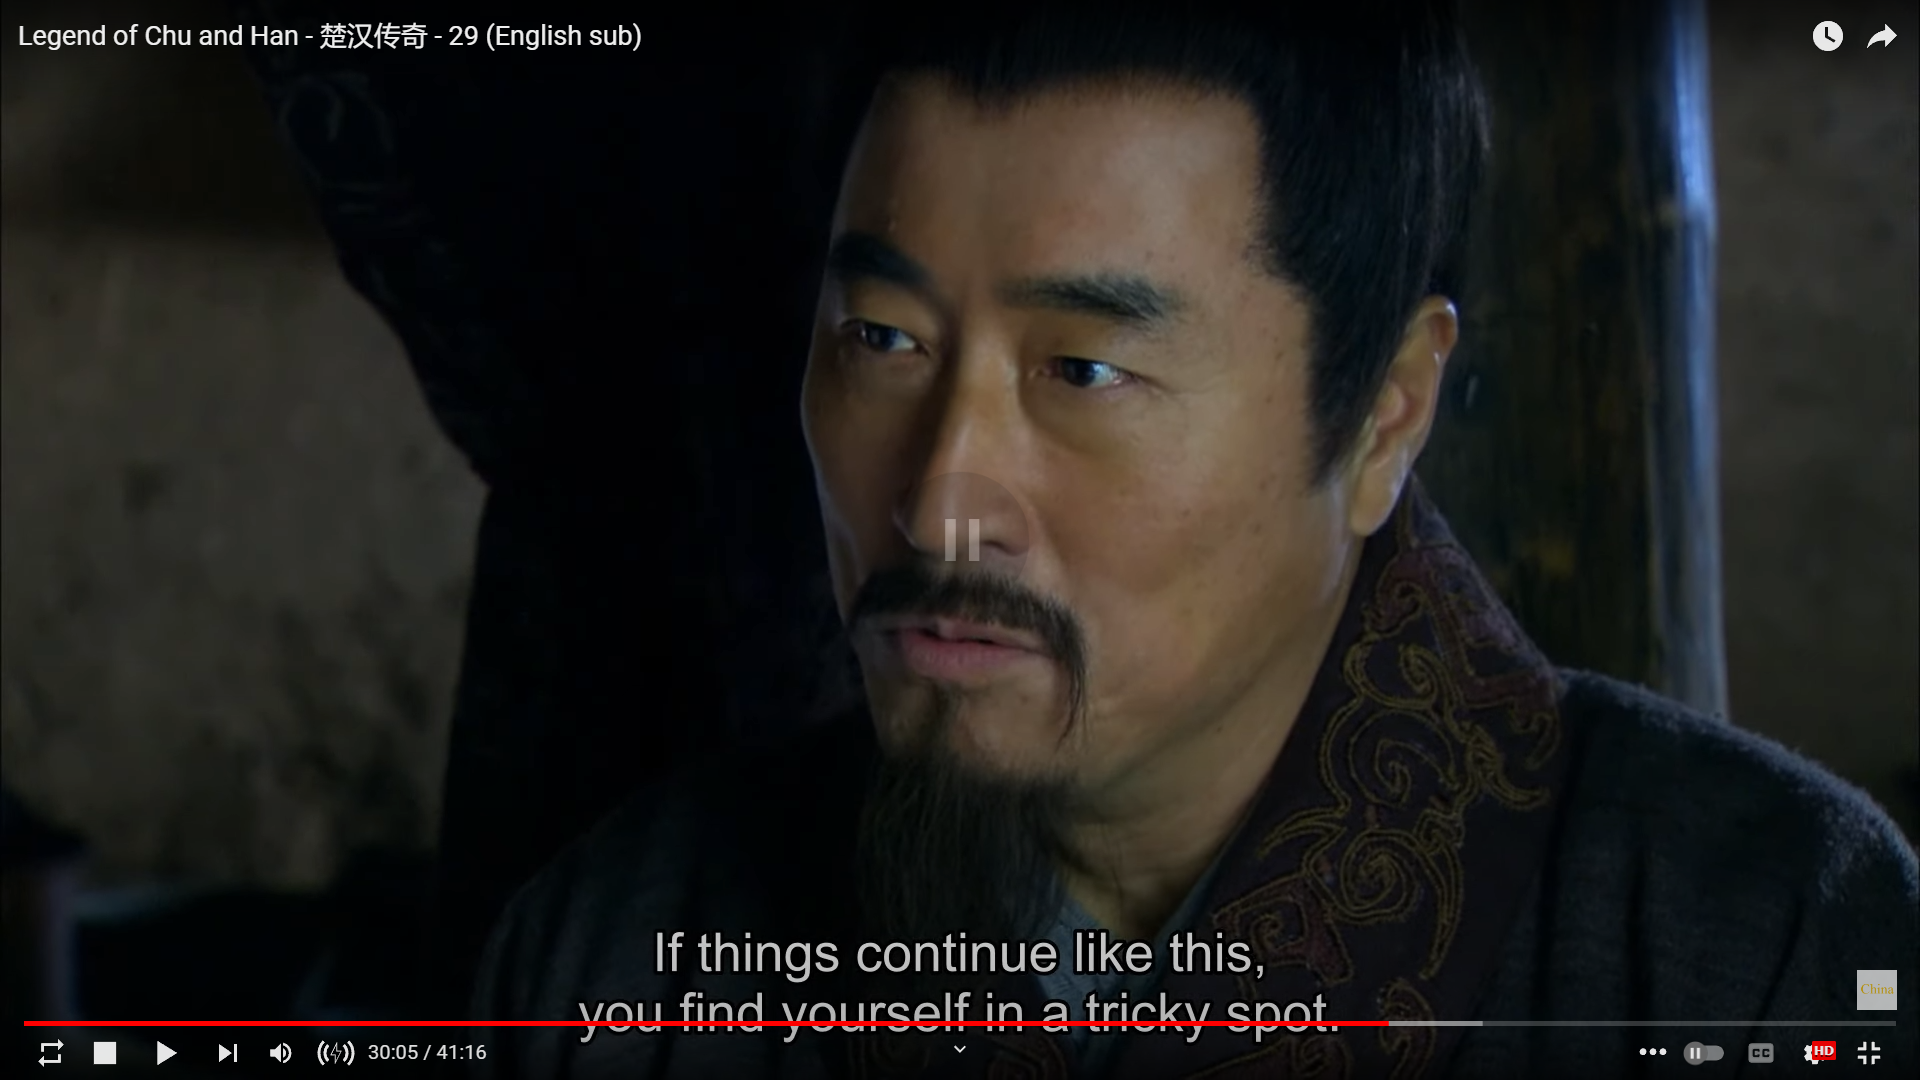 Legend of Chu and Han - 楚汉传奇 - 29 (English sub)
If things continue like this,
you find yourself in a tricky spot.
China
30:05 / 41:16
CC
HD